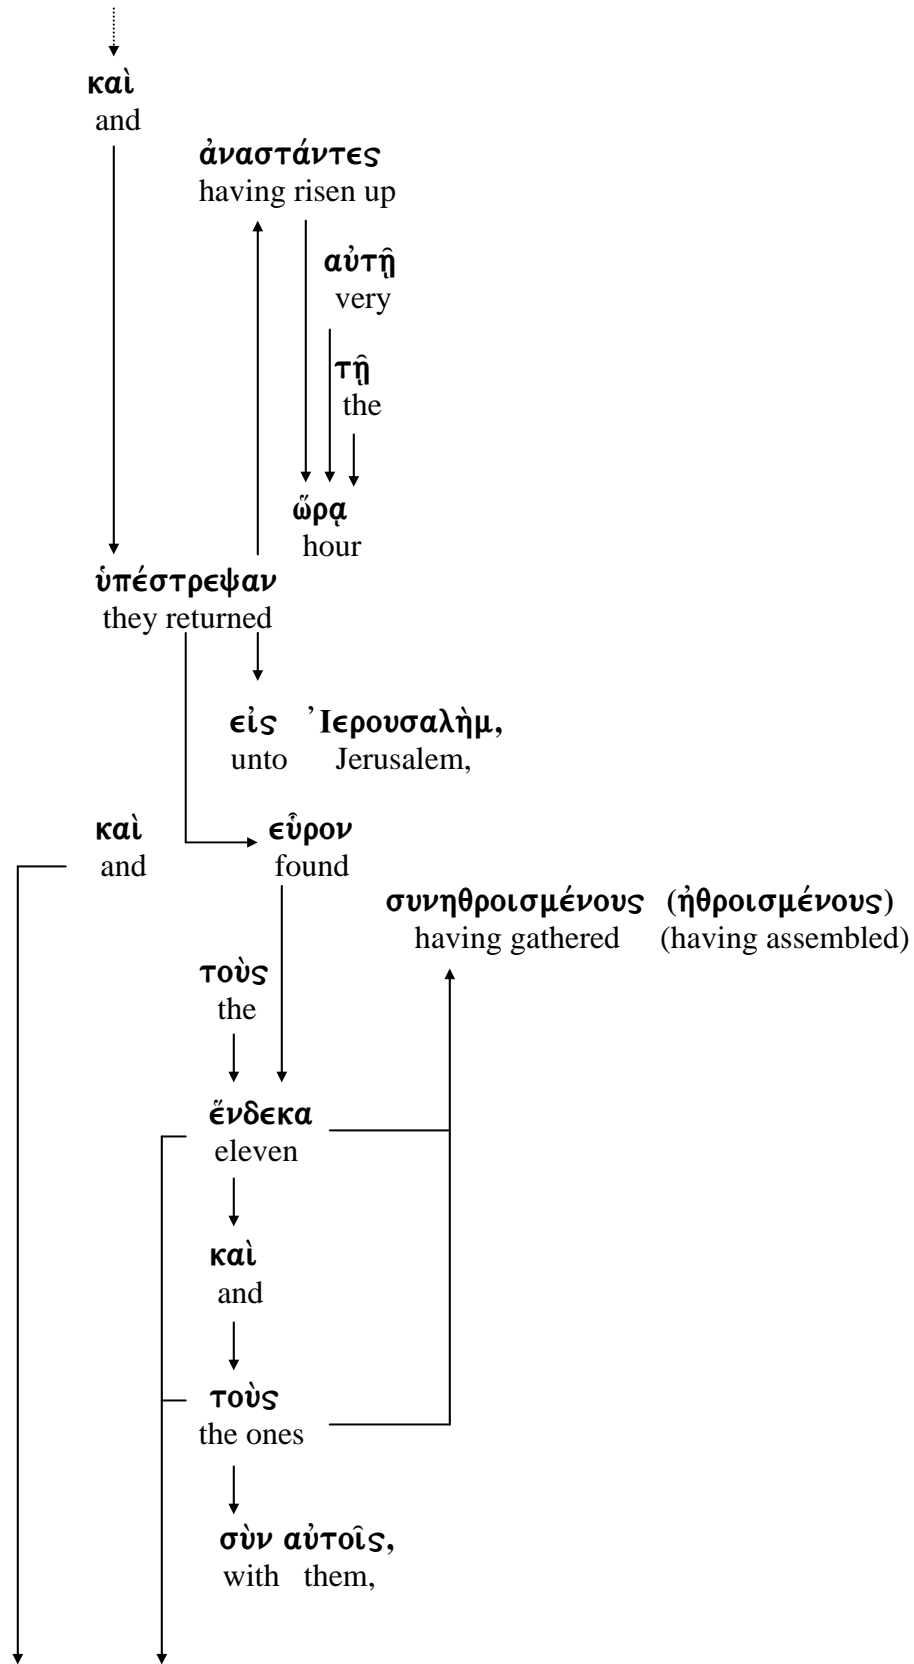 καὶ
and
ἀναστάντες
having risen up
αὐτῇ
very
τῇ
the
ὥρᾳ
hour
ὑπέστρεψαν
they returned
εἰς Ἰερουσαλὴμ,
unto Jerusalem,
καὶ εὗρον
and found
συνηθροισμένους (ἠθροισμένους)
having gathered (having assembled)
τοὺς
the
ἕνδεκα
eleven
καὶ
and
τοὺς
the ones
σὺν αὐτοῖς,
with them,